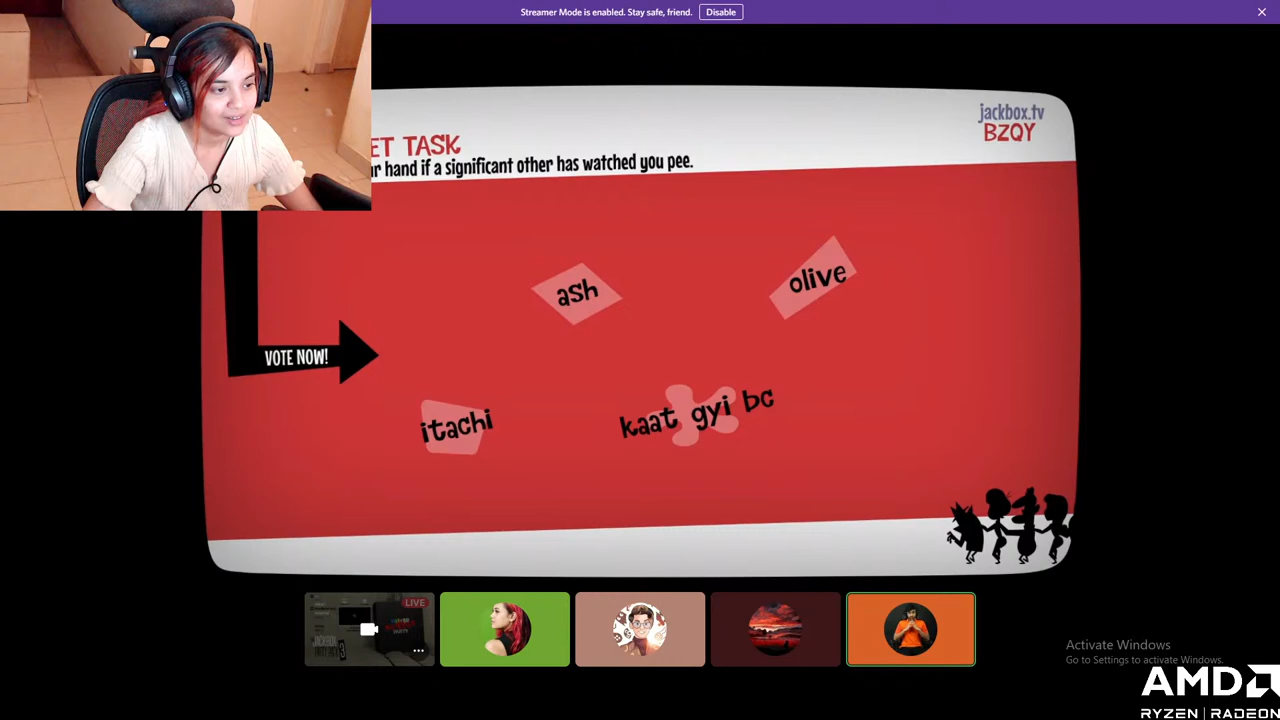 Streamer Mode is enabled. Stay safe, friend.
Disable
jackbox.tv
BZQY
ET TASK
ur hand if a significant other has watched you pee.
ash
olive
VOTE NOW!
itachi
kaat gyi bc
LIVE
Activate Windows
Go to Settings to activate Windows.
AMD
RYZEN | RADEON